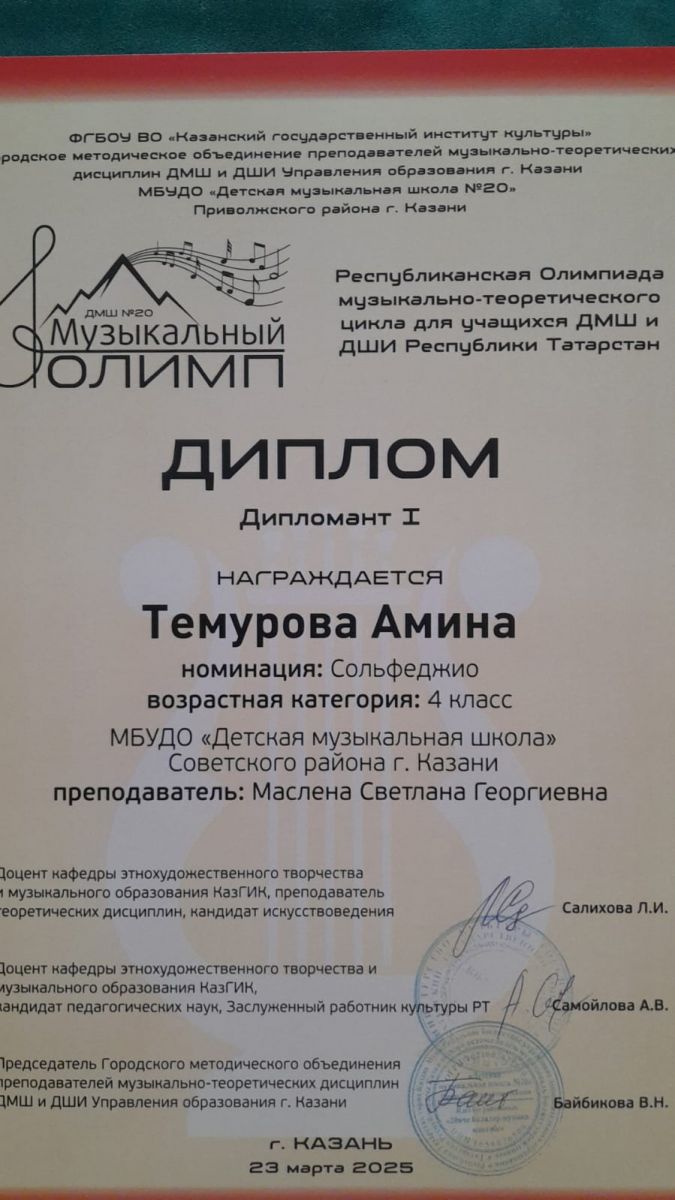 ФГБОУ ВО «Казанский государственный институт культуры»
ородское методическое объединение преподавателей музыкально-теоретических
дисциплин ДМШ и ДШИ Управления образования г. Казани
МБУДО «Детская музыкальная школа №20»
Приволжского района г. Казани
ДМШ №20
Музыкальный
ОЛИМП
Республиканская Олимпиада
музыкально-теоретического
цикла для учащихся ДМШ и
ДШИ Республики Татарстан
ДИПЛОМ
Дипломант I
НАГРАЖДАЕТСЯ
Темурова Амина
номинация: Сольфеджио
возрастная категория: 4 класс
МБУДО «Детская музыкальная школа»
Советского района г. Казани
преподаватель: Маслена Светлана Георгиевна
Доцент кафедры этнохудожественного творчества
и музыкального образования КазГИК, преподаватель
теоретических дисциплин, кандидат искусствоведения
Салихова Л.И.
Доцент кафедры этнохудожественного творчества и
музыкального образования КазГИК,
кандидат педагогических наук, Заслуженный работник культуры РТ
Самойлова А.В.
Председатель Городского методического объединения
преподавателей музыкально-теоретических дисциплин
ДМШ и ДШИ Управления образования г. Казани
Байбикова В.Н.
г. КАЗАНЬ
23 марта 2025